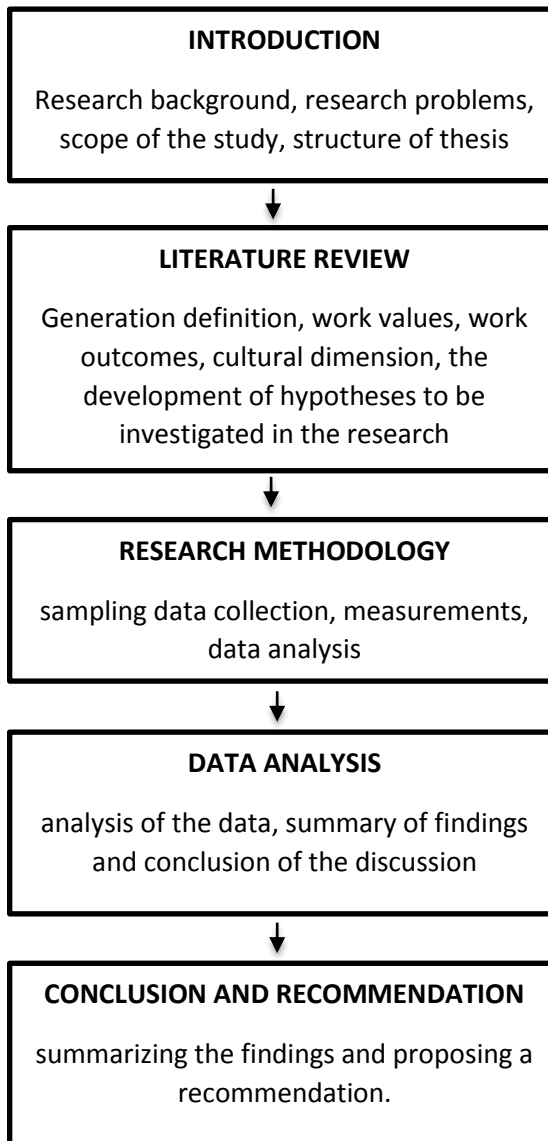 INTRODUCTION
Research background, research problems,
scope of the study, structure of thesis
LITERATURE REVIEW
Generation definition, work values, work
outcomes, cultural dimension, the
development of hypotheses to be
investigated in the research
RESEARCH METHODOLOGY
sampling data collection, measurements,
data analysis
DATA ANALYSIS
analysis of the data, summary of findings
and conclusion of the discussion
CONCLUSION AND RECOMMENDATION
summarizing the findings and proposing a
recommendation.